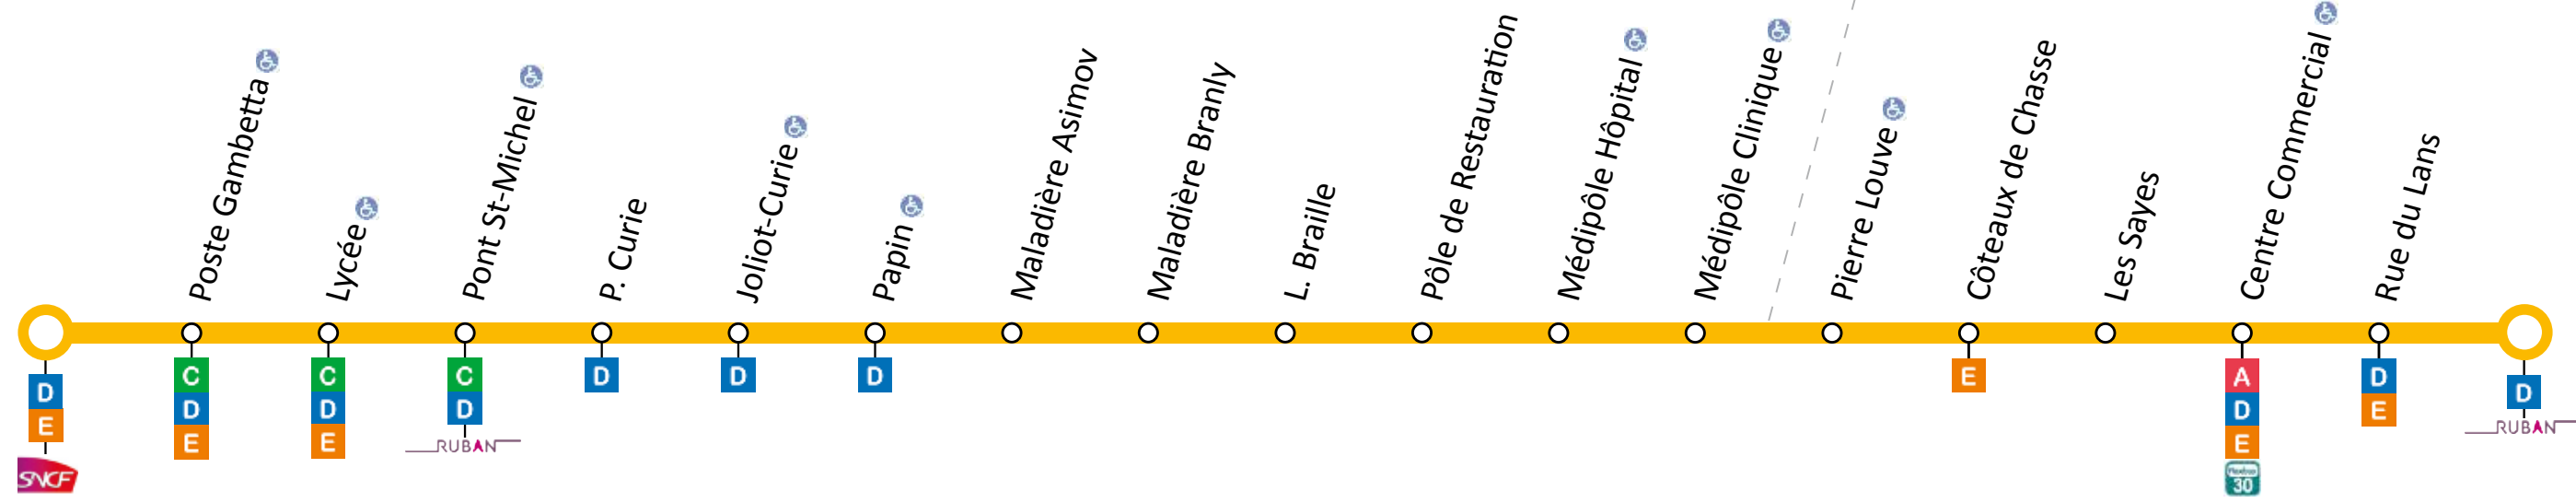 Poste Gambetta
Lycée
Pont St-Michel
P. Curie
Joliot-Curie
Papin
Maladière Asimov
Maladière Branly
L. Braille
Pôle de Restauration
Médipôle Hôpital
Médipôle Clinique
Pierre Louve
Côteaux de Chasse
Les Sayes
Centre Commercial
Rue du Lans
D
E
SNCF
C
D
E
C
D
E
C
D
RUBAN
D
D
D
E
A
D
E
30
D
E
D
RUBAN